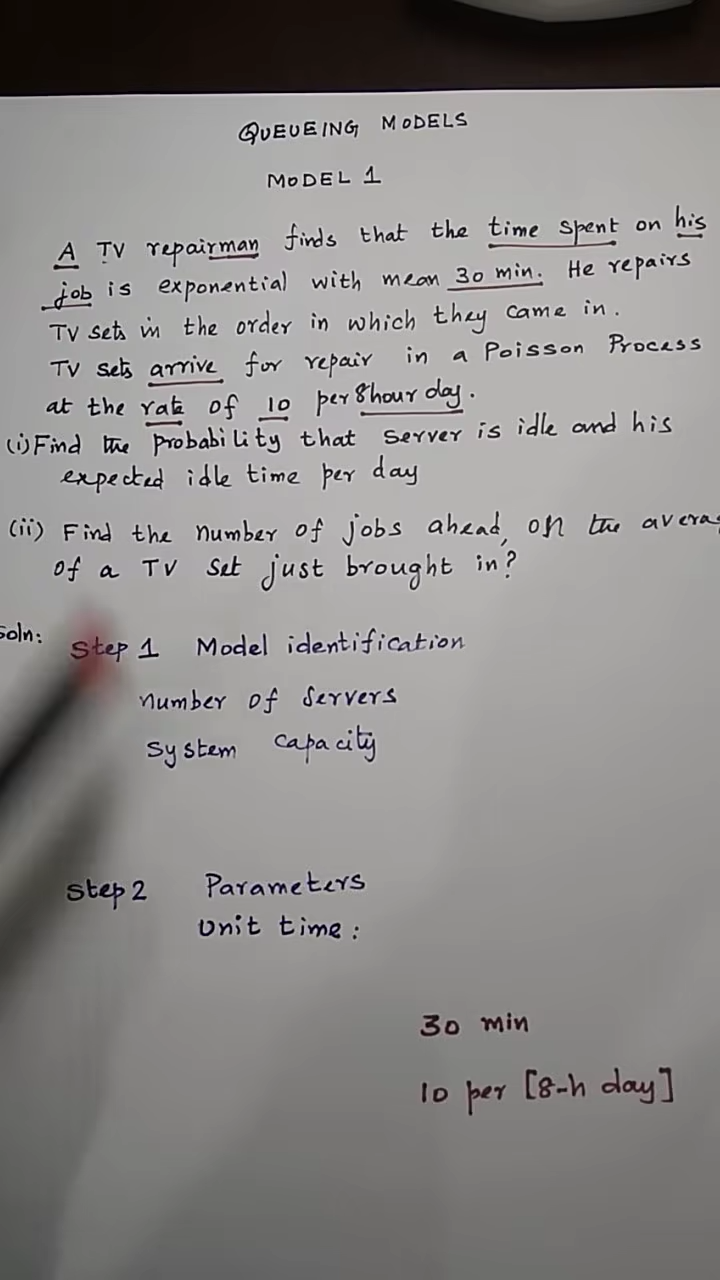 QUEUEING MODELS
MODEL 1
A TV repairman finds that the time spent on his
job is exponential with mean 30 min. He repairs
TV sets in the order in which they came in.
TV sets arrive for repair in a Poisson Process
at the rate of 10 per 8 hour day.
(i) Find the probability that server is idle and his
expected idle time per day
(ii) Find the number of jobs ahead, on the
of a TV set just brought in?
Soln: Step 1 Model identification
number of servers
system capacity
Step 2 Parameters
Unit time:
30 min
10 per [8-h day]